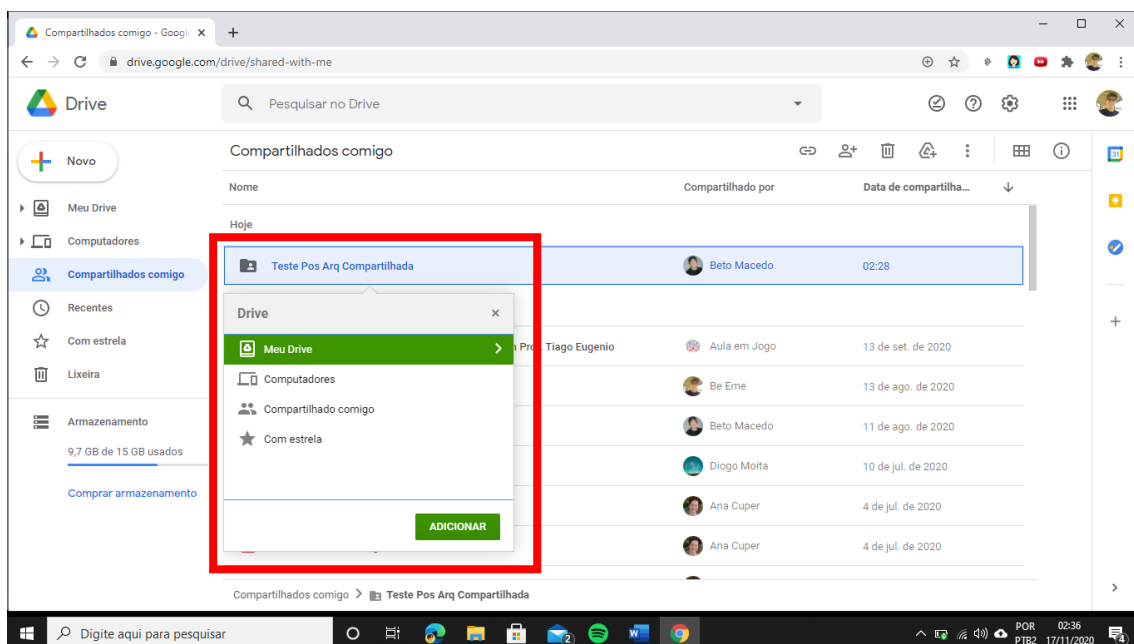 Compartilhados comigo - Googl
drive.google.com/drive/shared-with-me
Drive
Pesquisar no Drive
Novo
Compartilhados comigo
31
Nome
Compartilhado por
Data de compartilha...
Meu Drive
Hoje
Computadores
Teste Pos Arq Compartilhada
Beto Macedo
02:28
Compartilhados comigo
Recentes
Drive
Com estrela
Meu Drive
Tiago Eugenio
Aula em Jogo
13 de set. de 2020
Lixeira
Computadores
Be Eme
13 de ago. de 2020
Compartilhado comigo
Armazenamento
Beto Macedo
11 de ago. de 2020
Com estrela
9,7 GB de 15 GB usados
Diogo Moita
10 de jul. de 2020
Comprar armazenamento
Ana Cuper
4 de jul. de 2020
ADICIONAR
Ana Cuper
4 de jul. de 2020
Compartilhados comigo > Teste Pos Arq Compartilhada
Digite aqui para pesquisar
POR
PTB2
02:36
17/11/2020